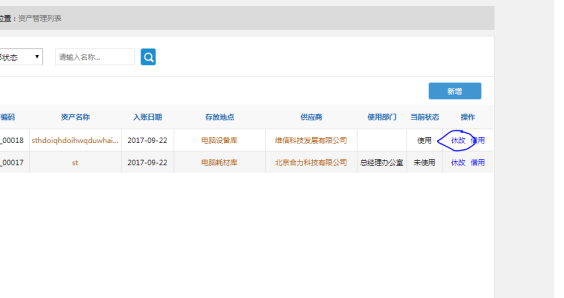 位置：资产管理列表
部状态 请输入名称...
新增
编码 资产名称 入账日期 存放地点 供应商 使用部门 当前状态 操作
_00018 sthdoiqhdoihwqduwhai... 2017-09-22 电脑设备库 维信科技发展有限公司 使用 休故 借用
_00017 st 2017-09-22 电脑耗材库 北京合力科技有限公司 总经理办公室 未使用 休故 借用